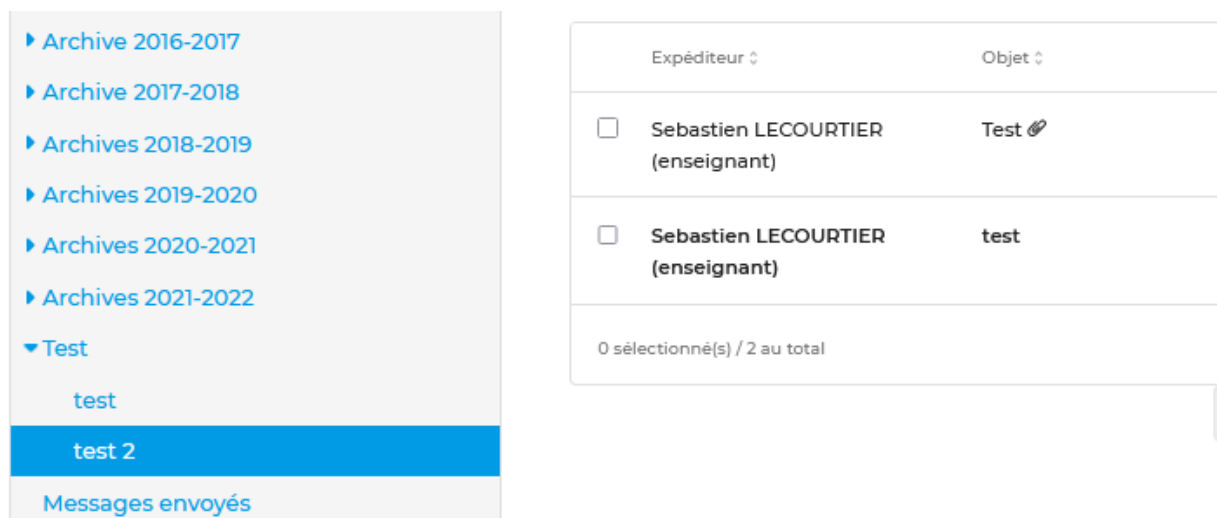 Archive 2016-2017
Archive 2017-2018
Archives 2018-2019
Archives 2019-2020
Archives 2020-2021
Archives 2021-2022
Test
test
test 2
Messages envoyés
Expéditeur Objet
Sebastien LECOURTIER Test
(enseignant)
Sebastien LECOURTIER test
(enseignant)
0 sélectionné(s) / 2 au total